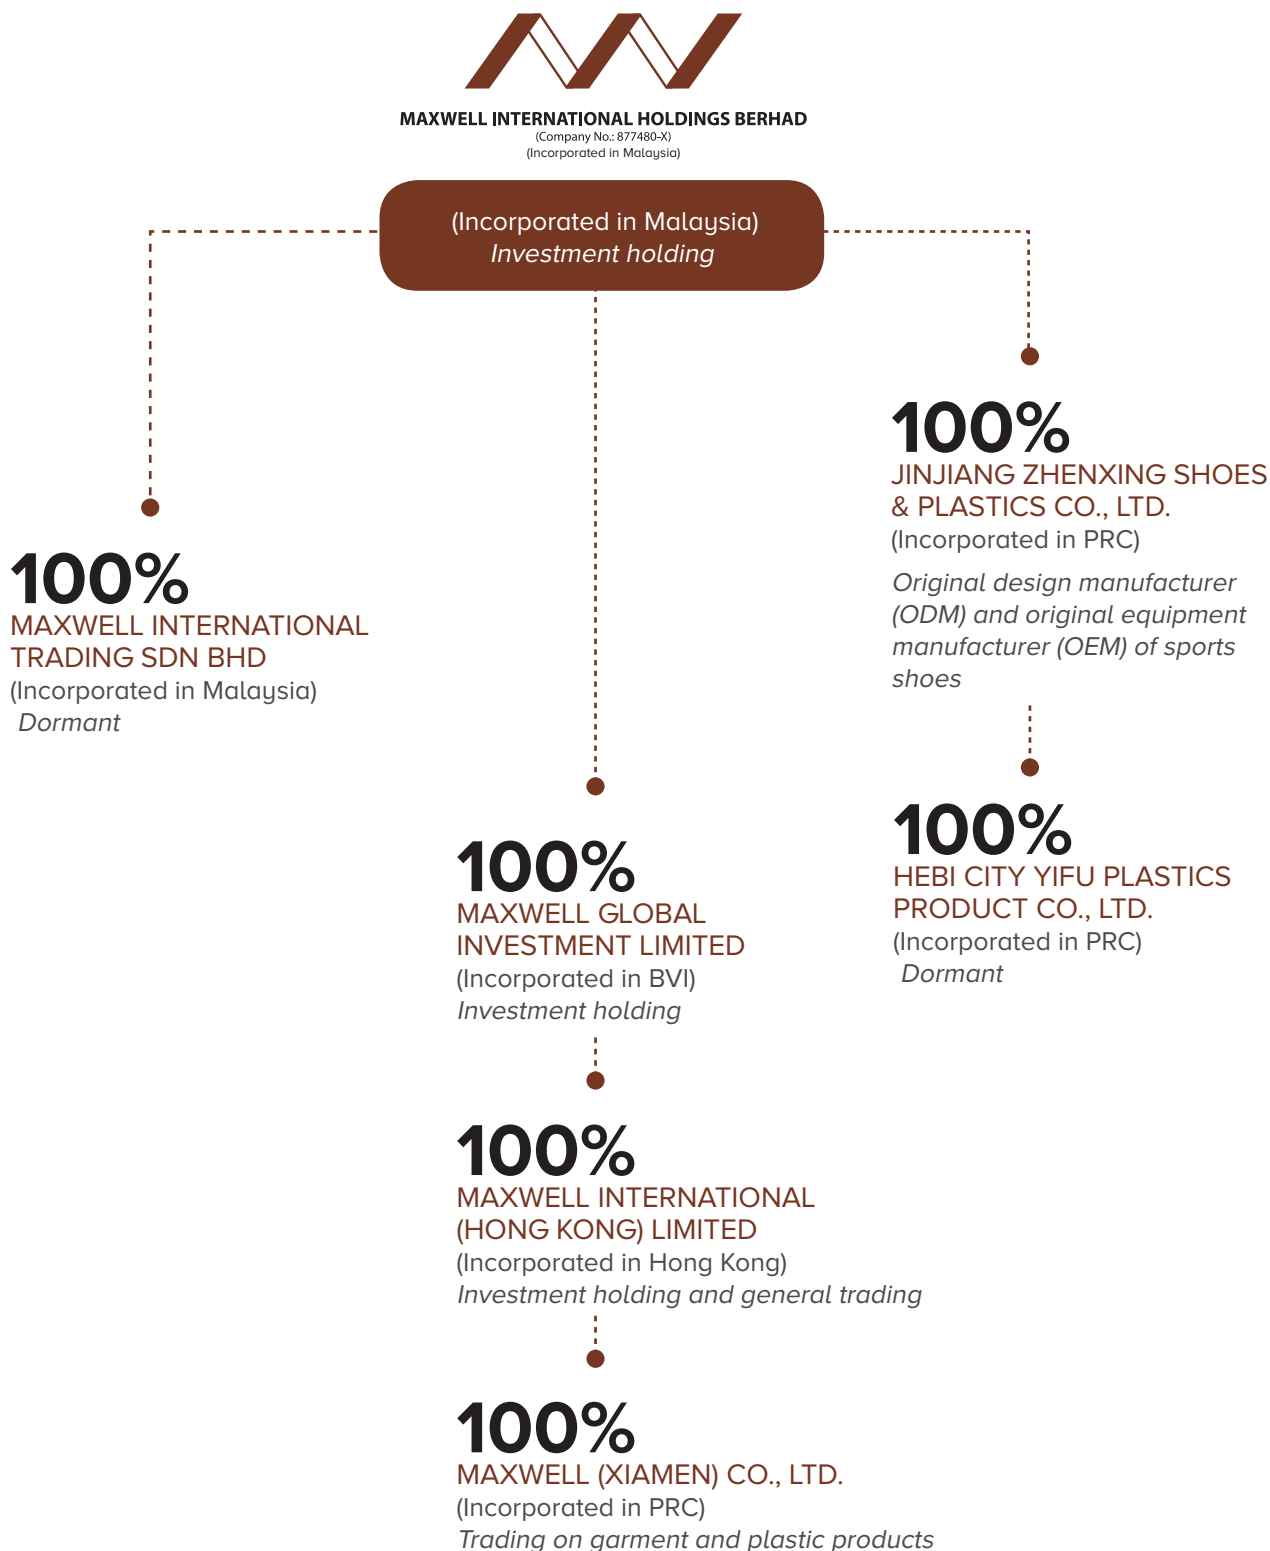 MAXWELL INTERNATIONAL HOLDINGS BERHAD
(Company No.: 877480-X)
(Incorporated in Malaysia)
(Incorporated in Malaysia)
Investment holding
100%
MAXWELL INTERNATIONAL
TRADING SDN BHD
(Incorporated in Malaysia)
Dormant
100%
MAXWELL GLOBAL
INVESTMENT LIMITED
(Incorporated in BVI)
Investment holding
100%
MAXWELL INTERNATIONAL
(HONG KONG) LIMITED
(Incorporated in Hong Kong)
Investment holding and general trading
100%
MAXWELL (XIAMEN) CO., LTD.
(Incorporated in PRC)
Trading on garment and plastic products
100%
JINJIANG ZHENXING SHOES
& PLASTICS CO., LTD.
(Incorporated in PRC)
Original design manufacturer
(ODM) and original equipment
manufacturer (OEM) of sports
shoes
100%
HEBI CITY YIFU PLASTICS
PRODUCT CO., LTD.
(Incorporated in PRC)
Dormant